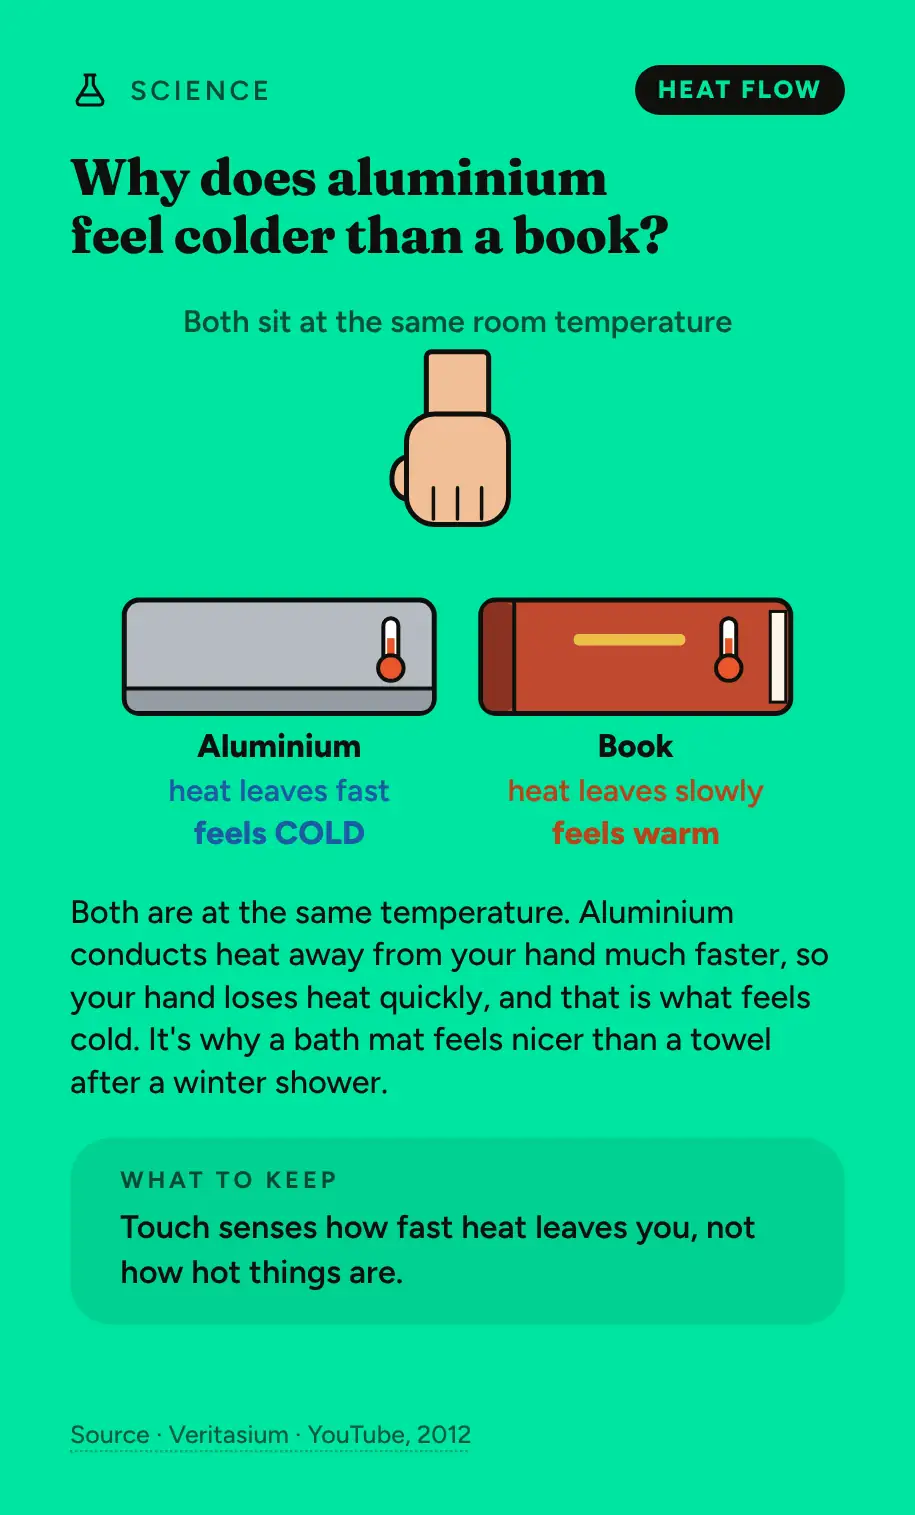 SCIENCE
HEAT FLOW
Why does aluminium
feel colder than a book?
Both sit at the same room temperature
Aluminium
heat leaves fast
feels COLD
Book
heat leaves slowly
feels warm
Both are at the same temperature. Aluminium
conducts heat away from your hand much faster, so
your hand loses heat quickly, and that is what feels
cold. It's why a bath mat feels nicer than a towel
after a winter shower.
WHAT TO KEEP
Touch senses how fast heat leaves you, not
how hot things are.
Source · Veritasium · YouTube, 2012